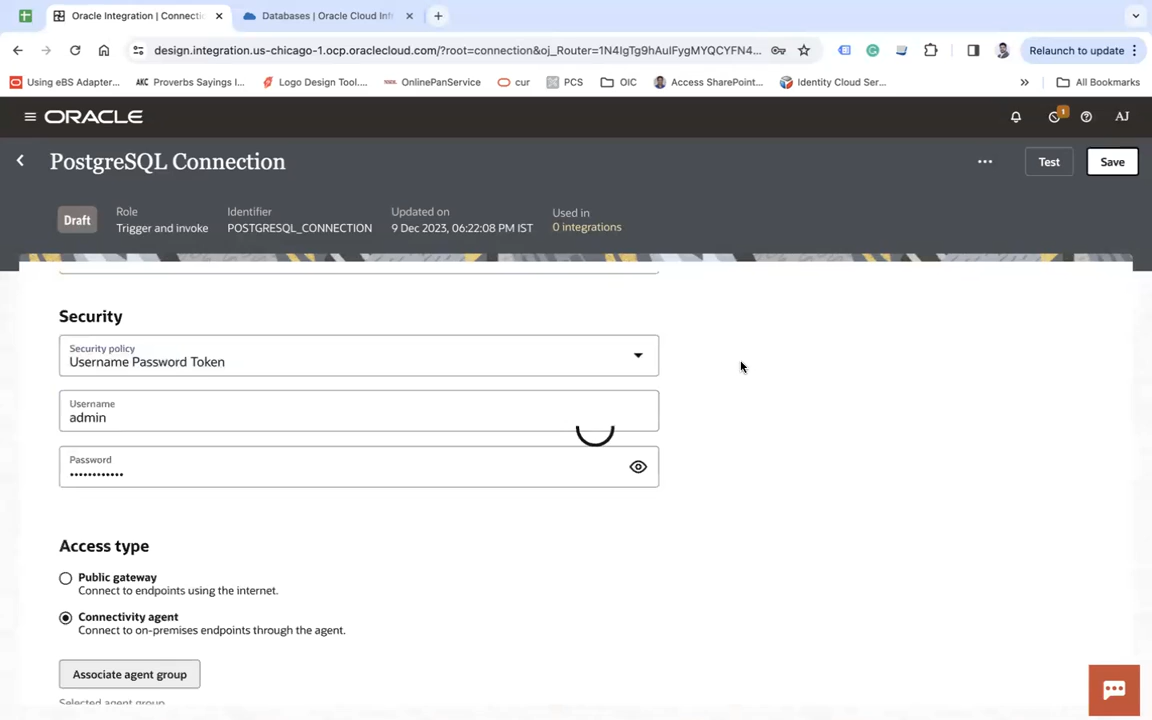 Oracle Integration | Connecti
Databases | Oracle Cloud Inf
design.integration.us-chicago-1.ocp.oraclecloud.com/?root=connection&oj_Router=1N4IgTg9hAuIFygMYQCYFN4...
Relaunch to update
Using eBS Adapter...
AKC Proverbs Sayings I...
Logo Design Tool....
OnlinePanService
cur
PCS
OIC
Access SharePoint...
Identity Cloud Ser...
All Bookmarks
ORACLE
1
AJ
PostgreSQL Connection
Test
Save
Draft
Role
Trigger and invoke
Identifier
POSTGRESQL_CONNECTION
Updated on
9 Dec 2023, 06:22:08 PM IST
Used in
0 integrations
Security
Security policy
Username Password Token
Username
admin
Password
Access type
Public gateway
Connect to endpoints using the internet.
Connectivity agent
Connect to on-premises endpoints through the agent.
Associate agent group
Selected agent group